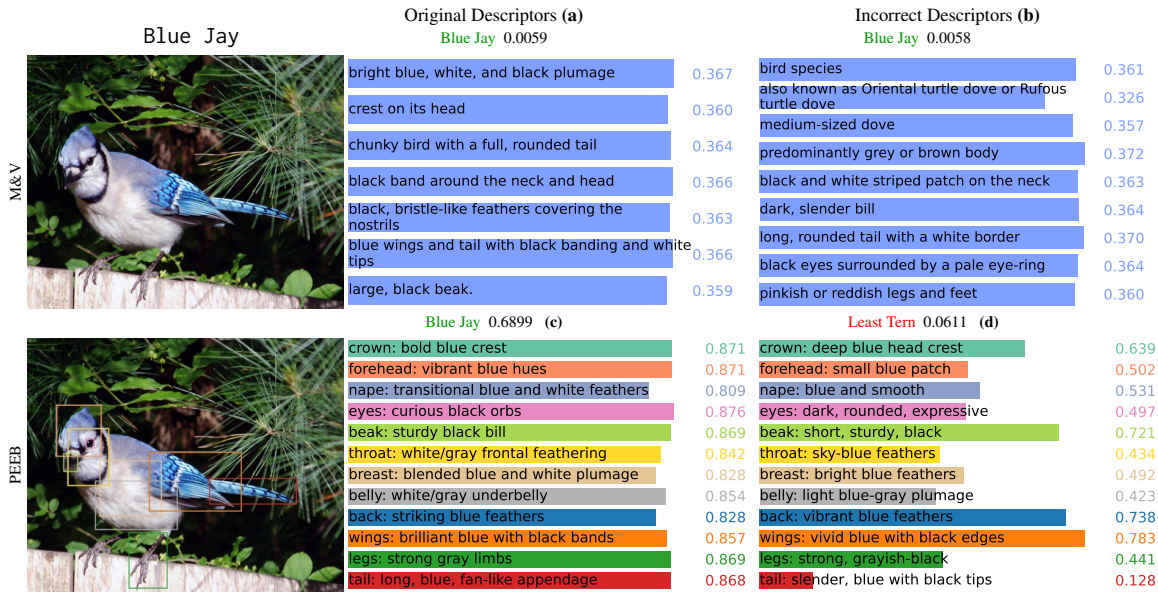 Original Descriptors (a)
Incorrect Descriptors (b)
Blue Jay
Blue Jay 0.0059
Blue Jay 0.0058
M&V
bright blue, white, and black plumage 0.367
crest on its head 0.360
chunky bird with a full, rounded tail 0.364
black band around the neck and head 0.366
black, bristle-like feathers covering the
nostrils 0.363
blue wings and tail with black banding and white
tips 0.366
large, black beak. 0.359
bird species 0.361
also known as Oriental turtle dove or Rufous
turtle dove 0.326
medium-sized dove 0.357
predominantly grey or brown body 0.372
black and white striped patch on the neck 0.363
dark, slender bill 0.364
long, rounded tail with a white border 0.370
black eyes surrounded by a pale eye-ring 0.364
pinkish or reddish legs and feet 0.360
PEEB
Blue Jay 0.6899 (c)
crown: bold blue crest 0.871
forehead: vibrant blue hues 0.871
nape: transitional blue and white feathers 0.809
eyes: curious black orbs 0.876
beak: sturdy black bill 0.869
throat: white/gray frontal feathering 0.842
breast: blended blue and white plumage 0.828
belly: white/gray underbelly 0.854
back: striking blue feathers 0.828
wings: brilliant blue with black bands 0.857
legs: strong gray limbs 0.869
tail: long, blue, fan-like appendage 0.868
Least Tern 0.0611 (d)
crown: deep blue head crest 0.639
forehead: small blue patch 0.502
nape: blue and smooth 0.531
eyes: dark, rounded, expressive 0.497
beak: short, sturdy, black 0.721
throat: sky-blue feathers 0.434
breast: bright blue feathers 0.492
belly: light blue-gray plumage 0.423
back: vibrant blue feathers 0.738
wings: vivid blue with black edges 0.783
legs: strong, grayish-black 0.441
tail: slender, blue with black tips 0.128